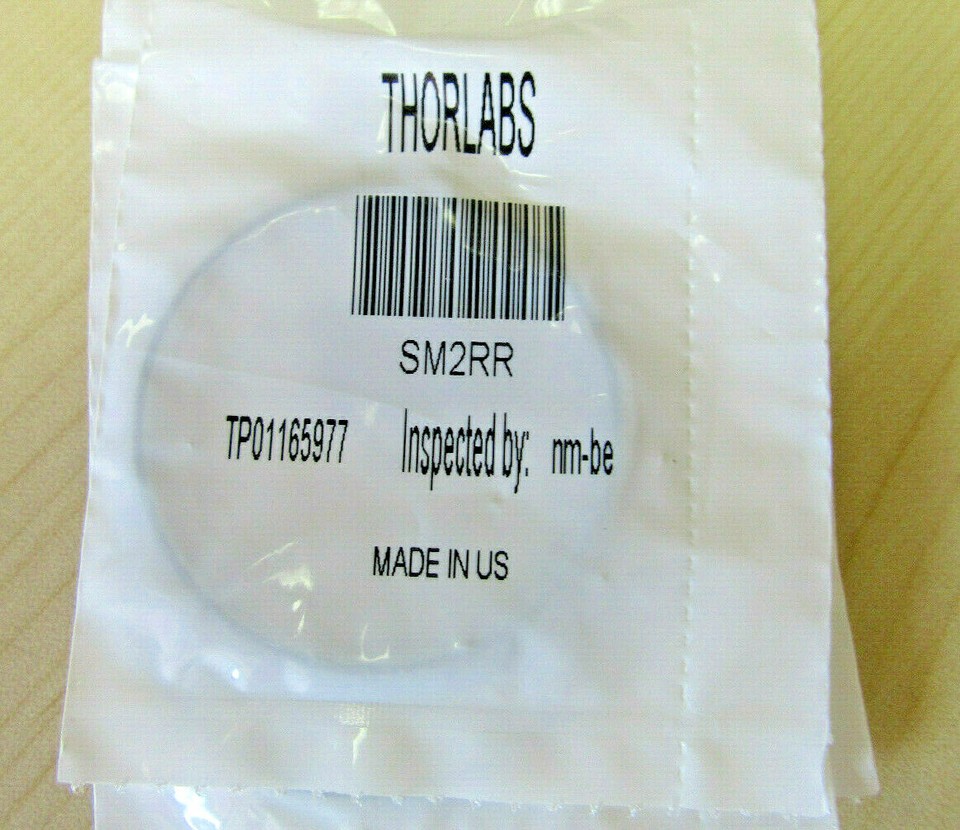 THORLABS
SM2RR
TP01165977 Inspected by: nm-be
MADE IN US